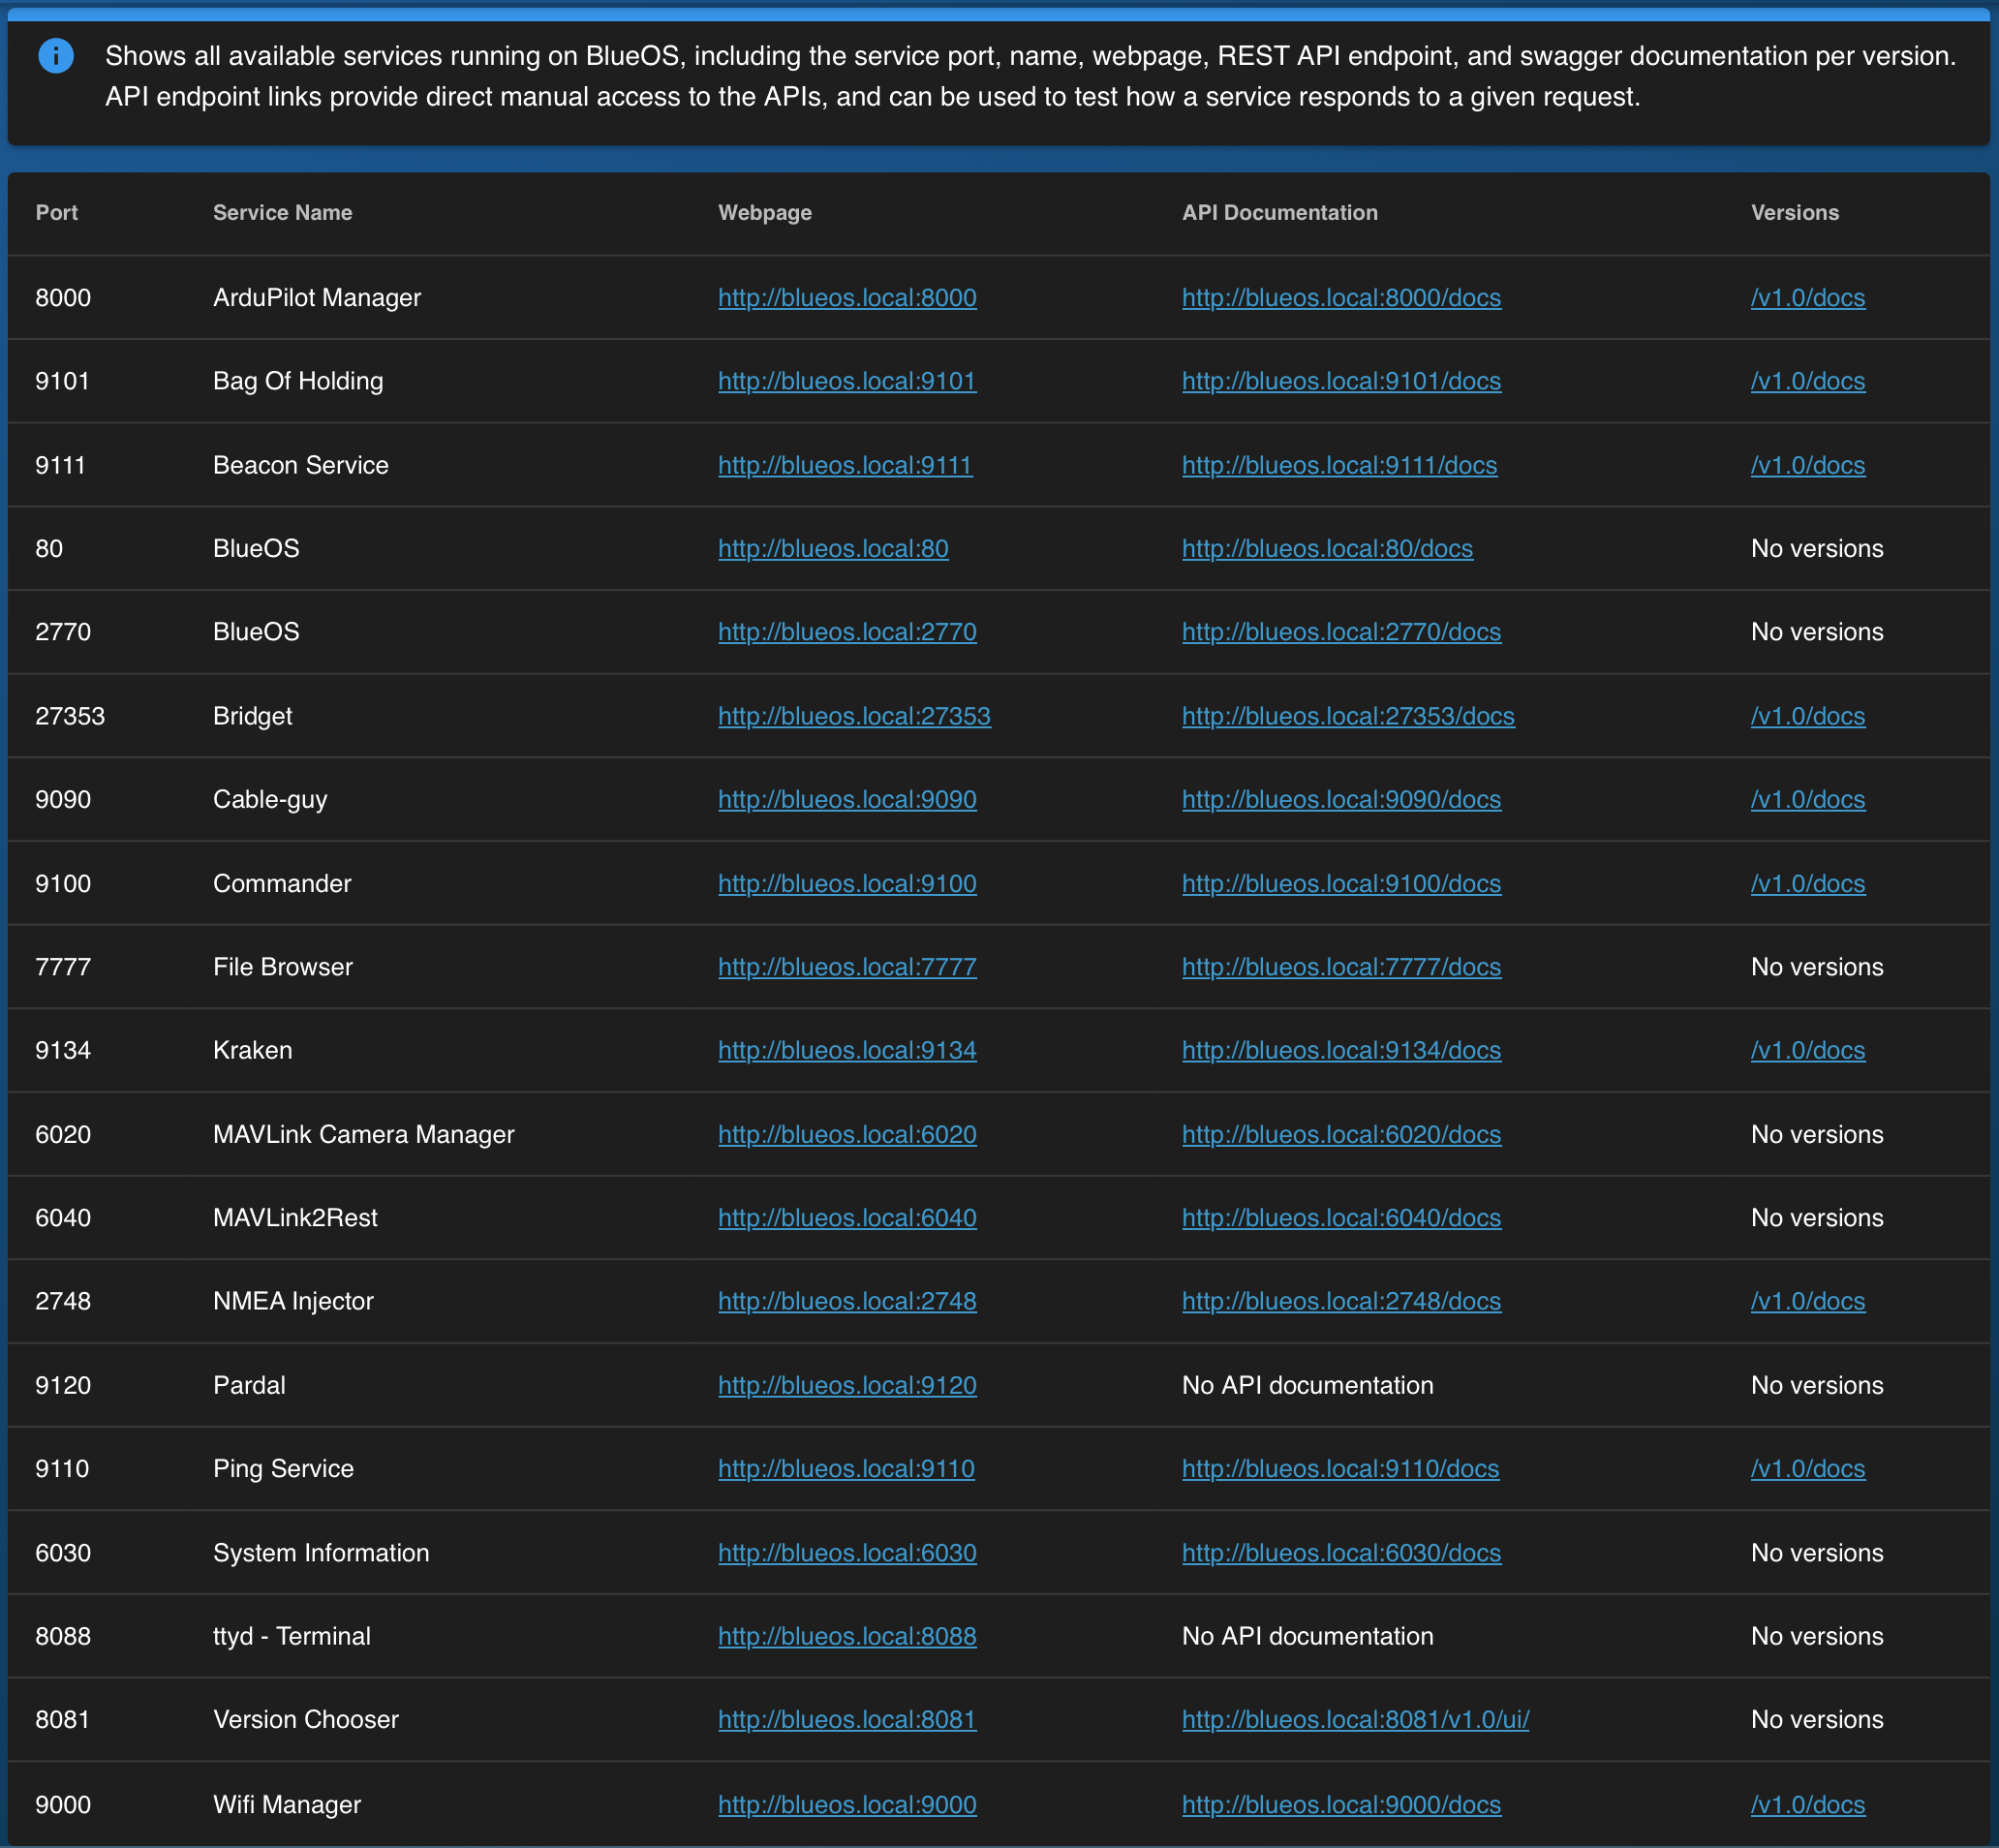 Shows all available services running on BlueOS, including the service port, name, webpage, REST API endpoint, and swagger documentation per version.
API endpoint links provide direct manual access to the APIs, and can be used to test how a service responds to a given request.
Port Service Name Webpage API Documentation Versions
8000 ArduPilot Manager http://blueos.local:8000 http://blueos.local:8000/docs /v1.0/docs
9101 Bag Of Holding http://blueos.local:9101 http://blueos.local:9101/docs /v1.0/docs
9111 Beacon Service http://blueos.local:9111 http://blueos.local:9111/docs /v1.0/docs
80 BlueOS http://blueos.local:80 http://blueos.local:80/docs No versions
2770 BlueOS http://blueos.local:2770 http://blueos.local:2770/docs No versions
27353 Bridget http://blueos.local:27353 http://blueos.local:27353/docs /v1.0/docs
9090 Cable-guy http://blueos.local:9090 http://blueos.local:9090/docs /v1.0/docs
9100 Commander http://blueos.local:9100 http://blueos.local:9100/docs /v1.0/docs
7777 File Browser http://blueos.local:7777 http://blueos.local:7777/docs No versions
9134 Kraken http://blueos.local:9134 http://blueos.local:9134/docs /v1.0/docs
6020 MAVLink Camera Manager http://blueos.local:6020 http://blueos.local:6020/docs No versions
6040 MAVLink2Rest http://blueos.local:6040 http://blueos.local:6040/docs No versions
2748 NMEA Injector http://blueos.local:2748 http://blueos.local:2748/docs /v1.0/docs
9120 Pardal http://blueos.local:9120 No API documentation No versions
9110 Ping Service http://blueos.local:9110 http://blueos.local:9110/docs /v1.0/docs
6030 System Information http://blueos.local:6030 http://blueos.local:6030/docs No versions
8088 ttyd - Terminal http://blueos.local:8088 No API documentation No versions
8081 Version Chooser http://blueos.local:8081 http://blueos.local:8081/v1.0/ui/ No versions
9000 Wifi Manager http://blueos.local:9000 http://blueos.local:9000/docs /v1.0/docs